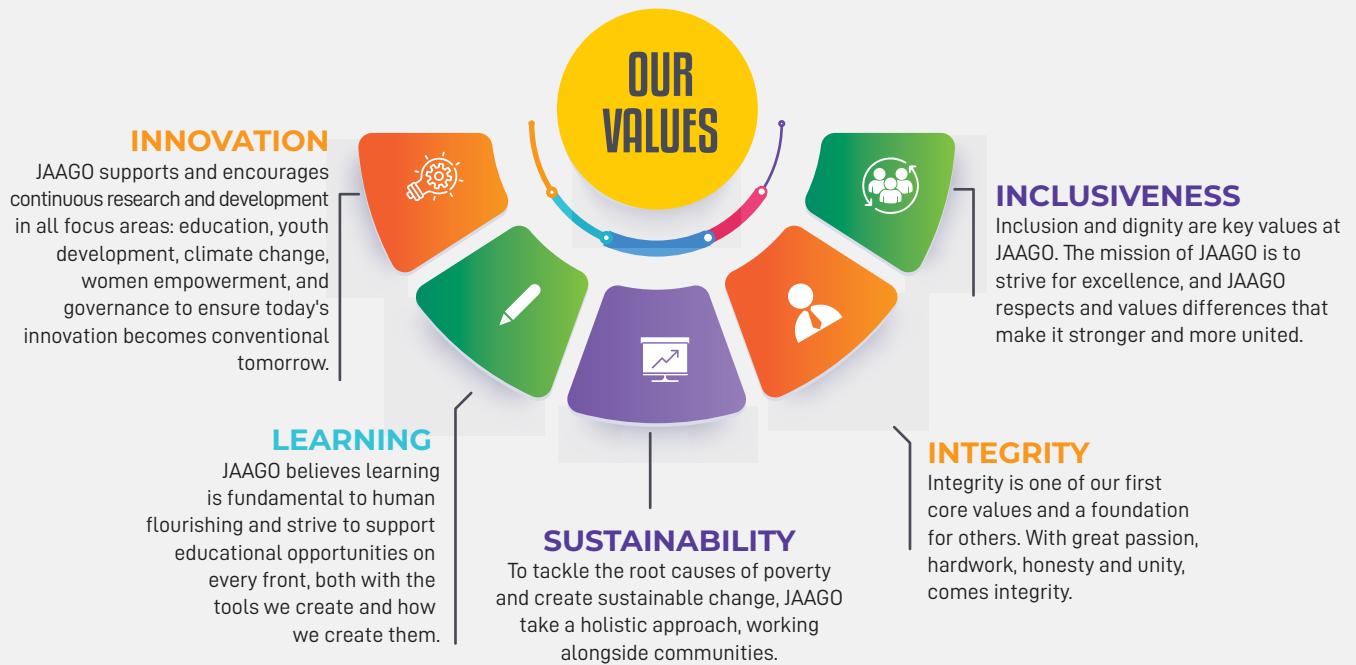 OUR
VALUES
INNOVATION
JAAGO supports and encourages
continuous research and development
in all focus areas: education, youth
development, climate change,
women empowerment, and
governance to ensure today's
innovation becomes conventional
tomorrow.
LEARNING
JAAGO believes learning
is fundamental to human
flourishing and strive to support
educational opportunities on
every front, both with the
tools we create and how
we create them.
SUSTAINABILITY
To tackle the root causes of poverty
and create sustainable change, JAAGO
take a holistic approach, working
alongside communities.
INTEGRITY
Integrity is one of our first
core values and a foundation
for others. With great passion,
hardwork, honesty and unity,
comes integrity.
INCLUSIVENESS
Inclusion and dignity are key values at
JAAGO. The mission of JAAGO is to
strive for excellence, and JAAGO
respects and values differences that
make it stronger and more united.